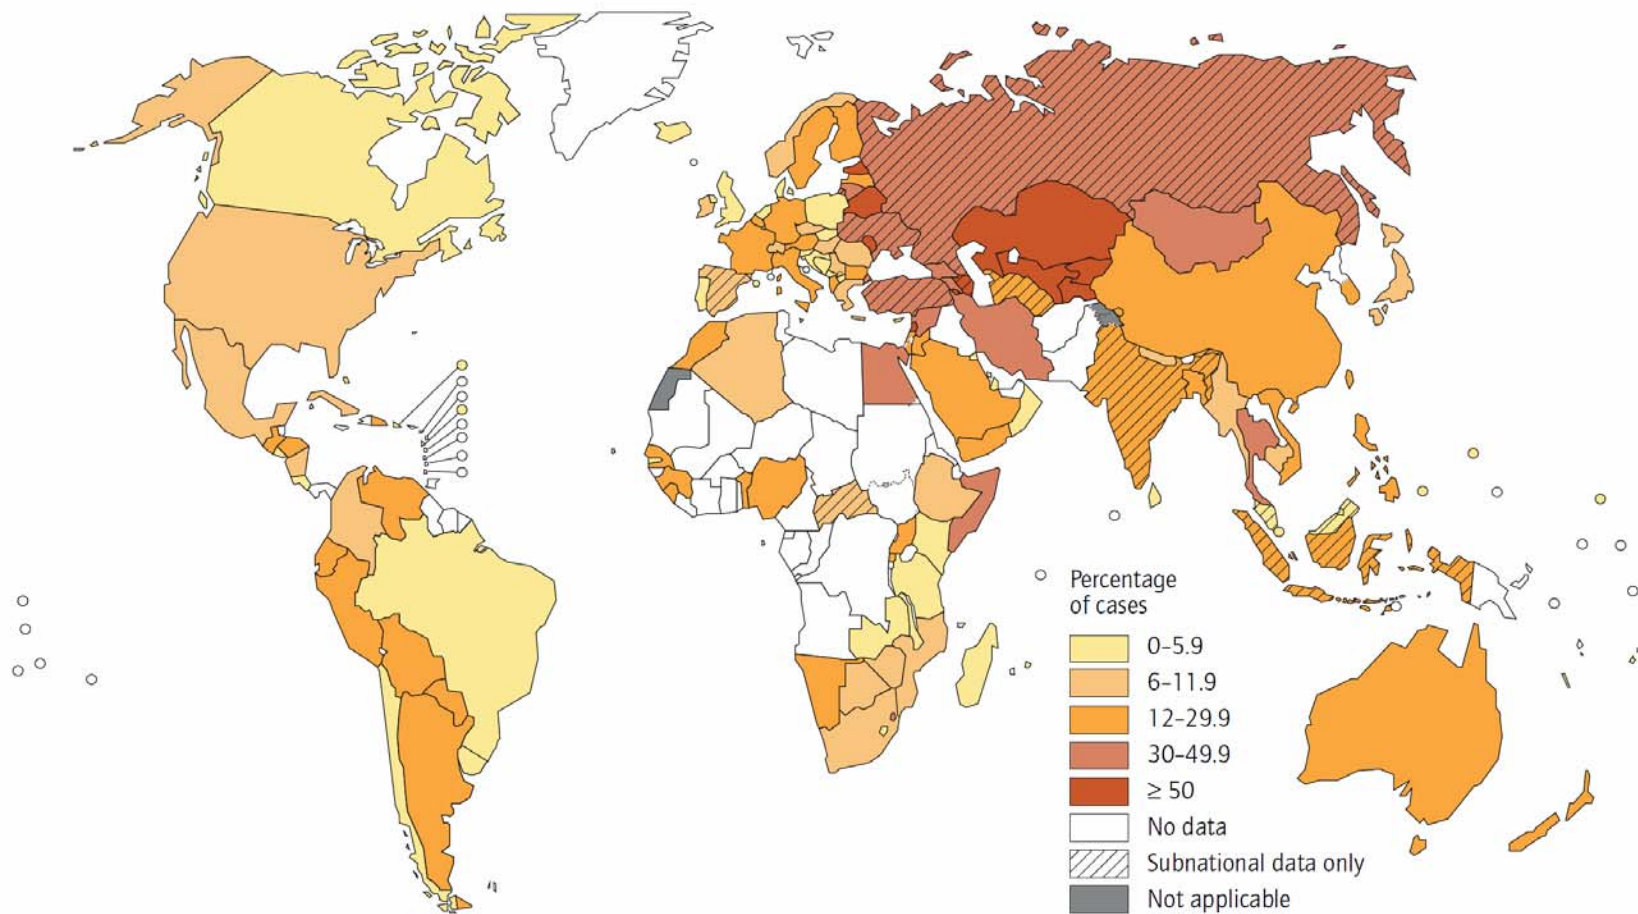 Percentage
of cases
0–5.9
6–11.9
12–29.9
30–49.9
≥ 50
No data
Subnational data only
Not applicable